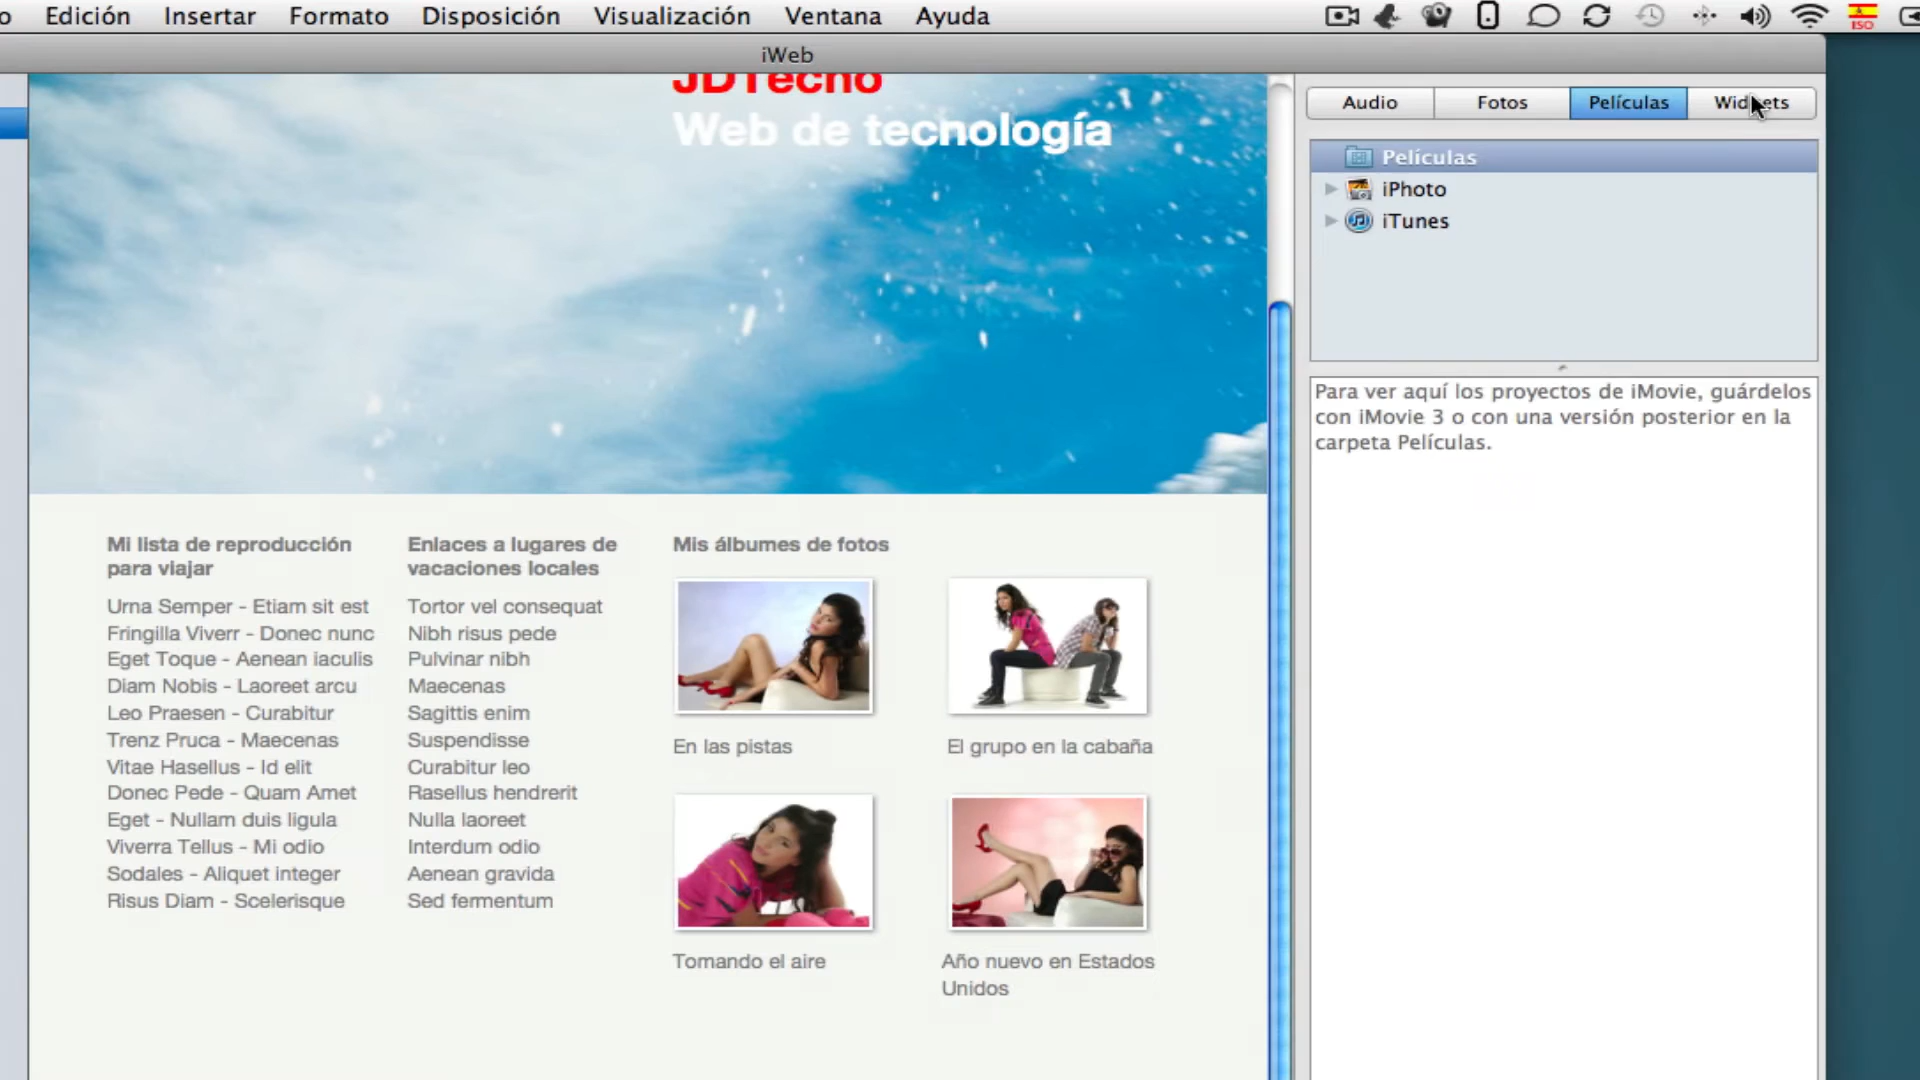 Edición Insertar Formato Disposición Visualización Ventana Ayuda
ISO
iWeb
JDTecno
Web de tecnología
Audio Fotos Películas Widgets
Películas
iPhoto
iTunes
Para ver aquí los proyectos de iMovie, guárdelos
con iMovie 3 o con una versión posterior en la
carpeta Películas.
Mi lista de reproducción
para viajar
Urna Semper - Etiam sit est
Fringilla Viverr - Donec nunc
Eget Toque - Aenean iaculis
Diam Nobis - Laoreet arcu
Leo Praesen - Curabitur
Trenz Pruca - Maecenas
Vitae Hasellus - Id elit
Donec Pede - Quam Amet
Eget - Nullam duis ligula
Viverra Tellus - Mi odio
Sodales - Aliquet integer
Risus Diam - Scelerisque
Enlaces a lugares de
vacaciones locales
Tortor vel consequat
Nibh risus pede
Pulvinar nibh
Maecenas
Sagittis enim
Suspendisse
Curabitur leo
Rasellus hendrerit
Nulla laoreet
Interdum odio
Aenean gravida
Sed fermentum
Mis álbumes de fotos
En las pistas
El grupo en la cabaña
Tomando el aire
Año nuevo en Estados
Unidos